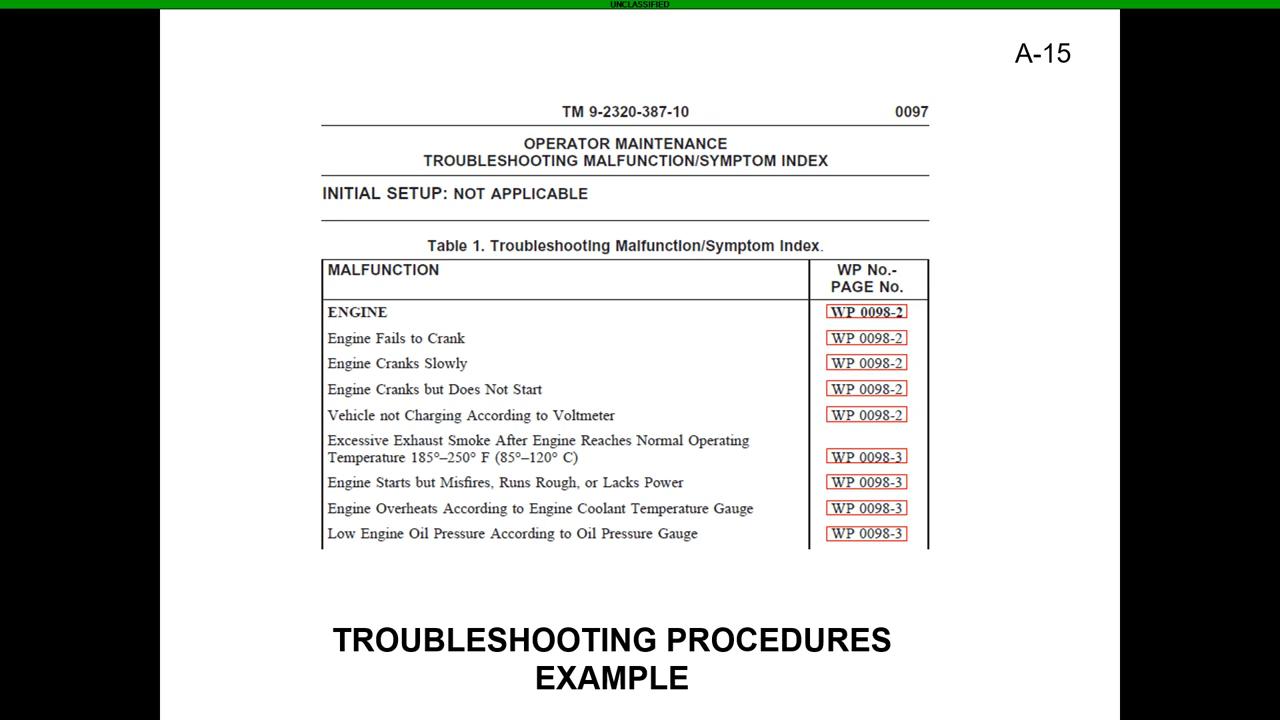 UNCLASSIFIED
A-15
TM 9-2320-387-10 0097
OPERATOR MAINTENANCE
TROUBLESHOOTING MALFUNCTION/SYMPTOM INDEX
INITIAL SETUP: NOT APPLICABLE
Table 1. Troubleshooting Malfunction/Symptom Index.
MALFUNCTION WP No.-
PAGE No.
ENGINE WP 0098-2
Engine Fails to Crank WP 0098-2
Engine Cranks Slowly WP 0098-2
Engine Cranks but Does Not Start WP 0098-2
Vehicle not Charging According to Voltmeter WP 0098-2
Excessive Exhaust Smoke After Engine Reaches Normal Operating
Temperature 185°–250° F (85°–120° C) WP 0098-3
Engine Starts but Misfires, Runs Rough, or Lacks Power WP 0098-3
Engine Overheats According to Engine Coolant Temperature Gauge WP 0098-3
Low Engine Oil Pressure According to Oil Pressure Gauge WP 0098-3
TROUBLESHOOTING PROCEDURES
EXAMPLE